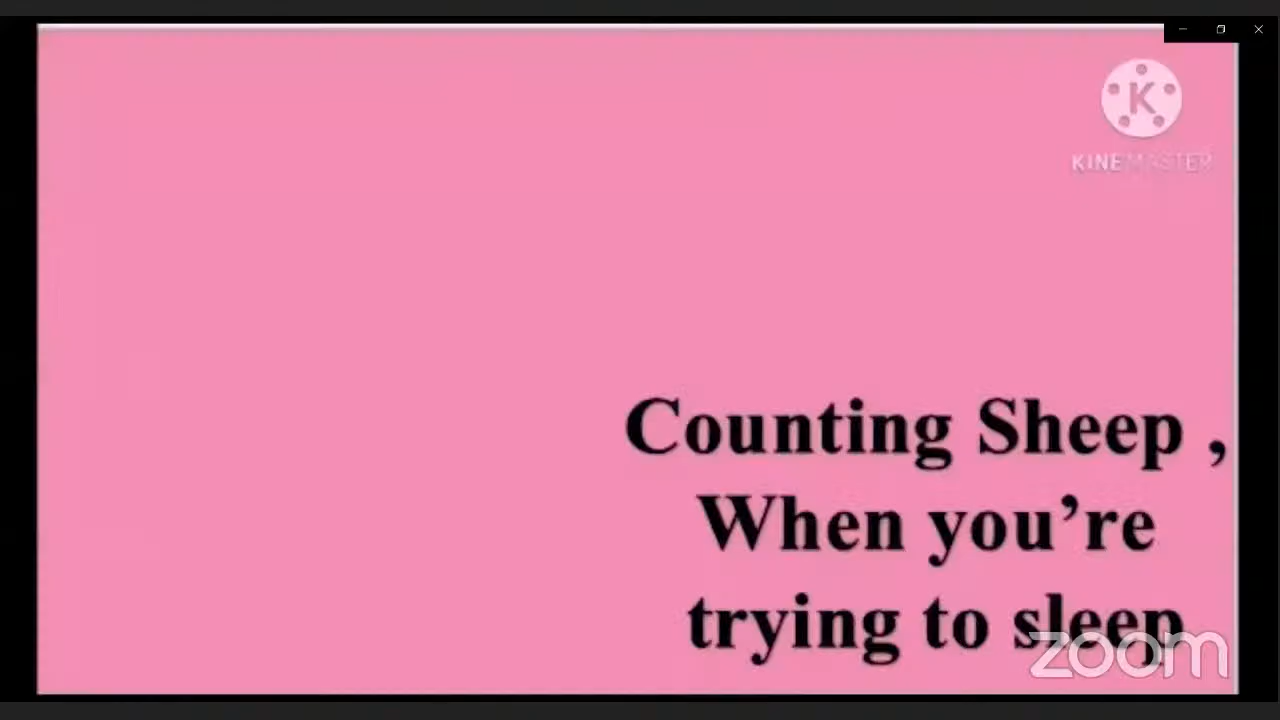 K
KINEMASTER
Counting Sheep ,
When you’re
trying to sleep
zoom